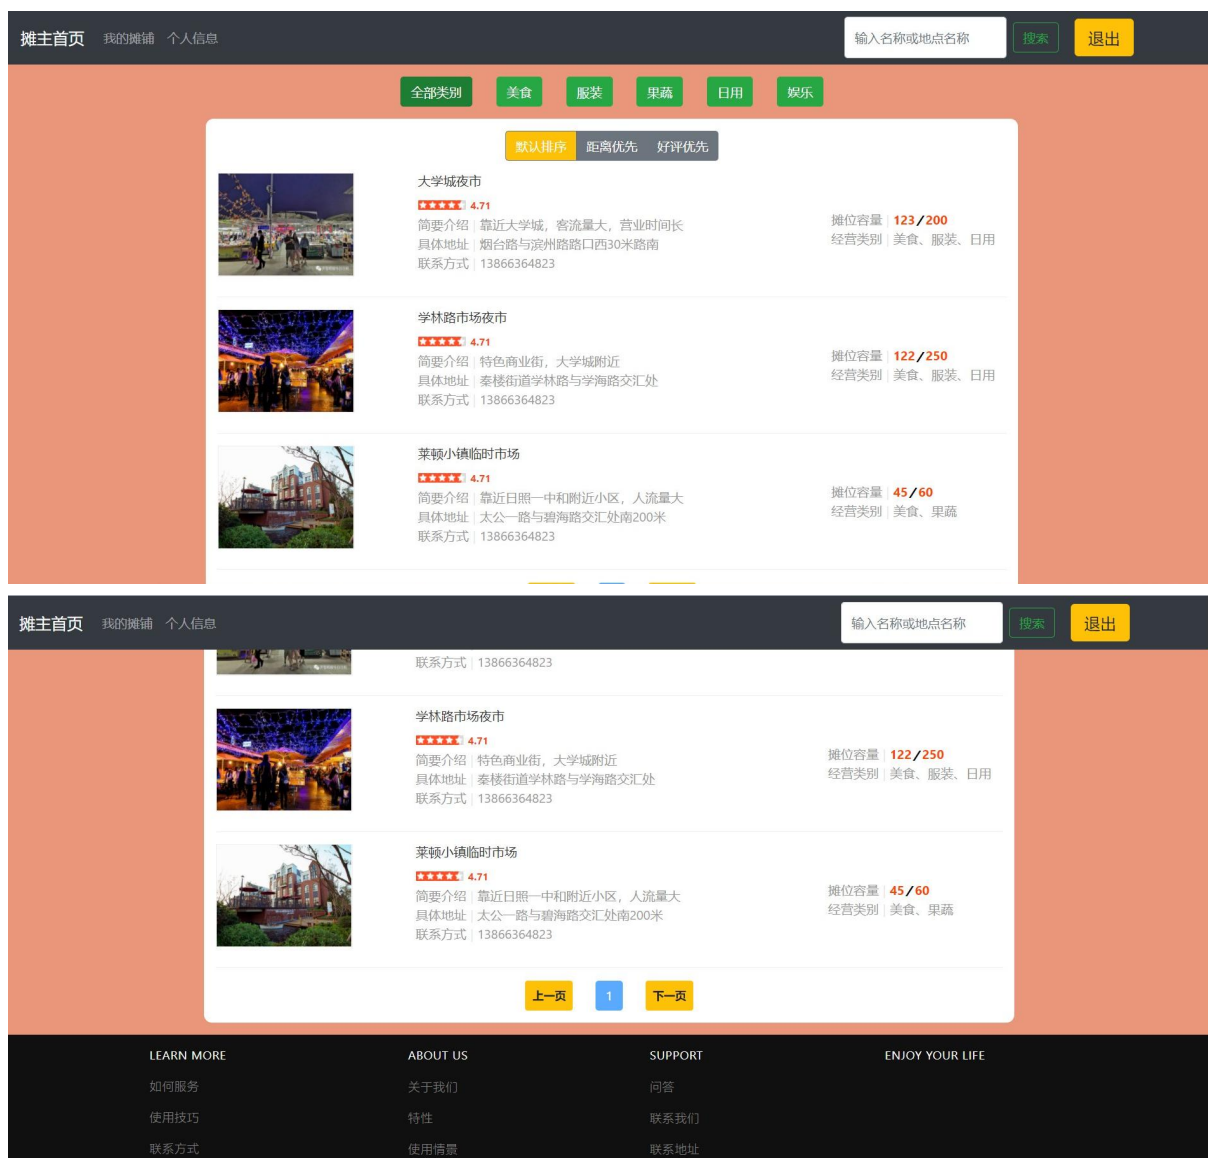 摊主首页 我的摊铺 个人信息 输入名称或地点名称 搜索 退出
全部类别 美食 服装 果蔬 日用 娱乐
默认排序 距离优先 好评优先
大学城夜市
4.71
简要介绍 | 靠近大学城，客流量大，营业时间长
具体地址 | 烟台路与滨州路路口西30米路南
联系方式 | 13866364823
摊位容量 | 123/200
经营类别 | 美食、服装、日用
学林路市场夜市
4.71
简要介绍 | 特色商业街，大学城附近
具体地址 | 秦楼街道学林路与学海路交汇处
联系方式 | 13866364823
摊位容量 | 122/250
经营类别 | 美食、服装、日用
莱顿小镇临时市场
4.71
简要介绍 | 靠近日照一中和附近小区，人流量大
具体地址 | 太公一路与碧海路交汇处南200米
联系方式 | 13866364823
摊位容量 | 45/60
经营类别 | 美食、果蔬
摊主首页 我的摊铺 个人信息 输入名称或地点名称 搜索 退出
联系方式 | 13866364823
学林路市场夜市
4.71
简要介绍 | 特色商业街，大学城附近
具体地址 | 秦楼街道学林路与学海路交汇处
联系方式 | 13866364823
摊位容量 | 122/250
经营类别 | 美食、服装、日用
莱顿小镇临时市场
4.71
简要介绍 | 靠近日照一中和附近小区，人流量大
具体地址 | 太公一路与碧海路交汇处南200米
联系方式 | 13866364823
摊位容量 | 45/60
经营类别 | 美食、果蔬
上一页 1 下一页
LEARN MORE ABOUT US SUPPORT ENJOY YOUR LIFE
如何服务 关于我们 问答
使用技巧 特性 联系我们
联系方式 使用情景 联系地址